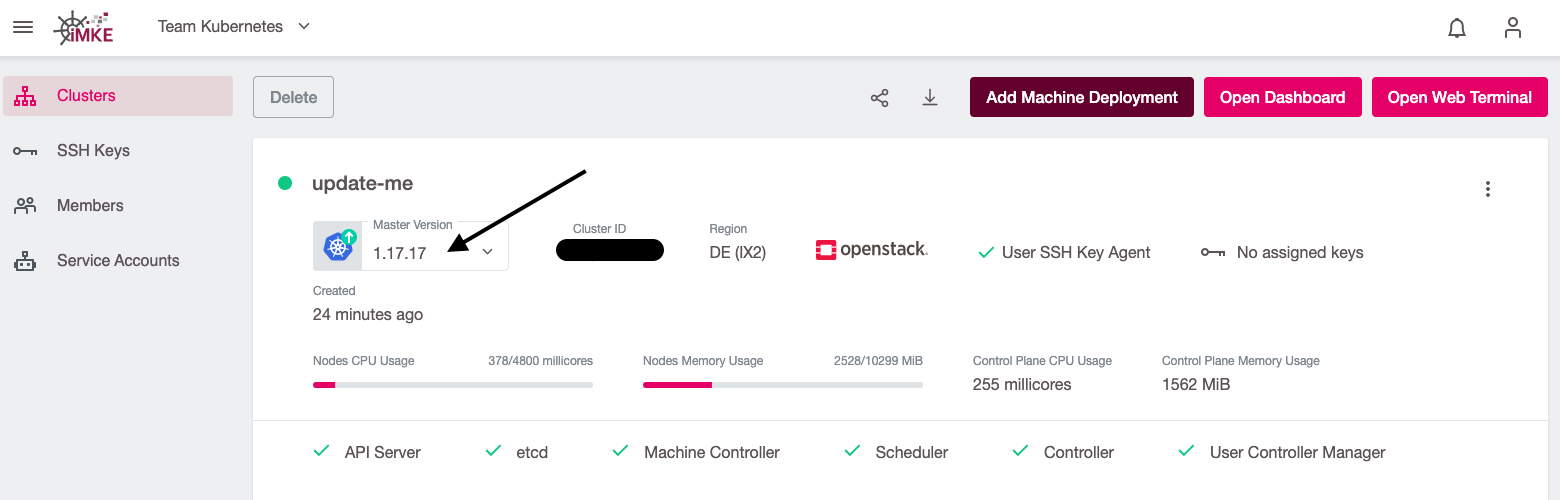 iMKE
Team Kubernetes
Clusters
SSH Keys
Members
Service Accounts
Delete
Add Machine Deployment
Open Dashboard
Open Web Terminal
update-me
Master Version
1.17.17
Cluster ID
Region
DE (IX2)
openstack.
User SSH Key Agent
No assigned keys
Created
24 minutes ago
Nodes CPU Usage
378/4800 millicores
Nodes Memory Usage
2528/10299 MiB
Control Plane CPU Usage
255 millicores
Control Plane Memory Usage
1562 MiB
API Server
etcd
Machine Controller
Scheduler
Controller
User Controller Manager